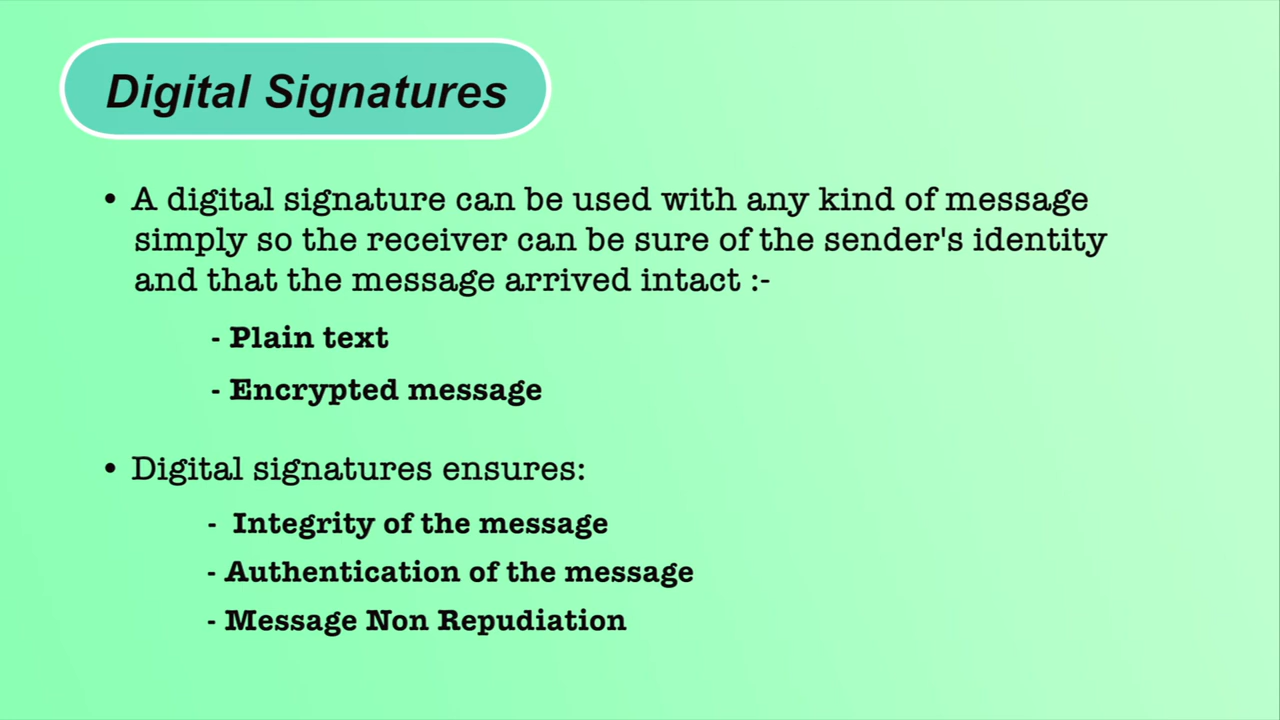 Digital Signatures
• A digital signature can be used with any kind of message
simply so the receiver can be sure of the sender's identity
and that the message arrived intact :-
- Plain text
- Encrypted message
• Digital signatures ensures:
- Integrity of the message
- Authentication of the message
- Message Non Repudiation